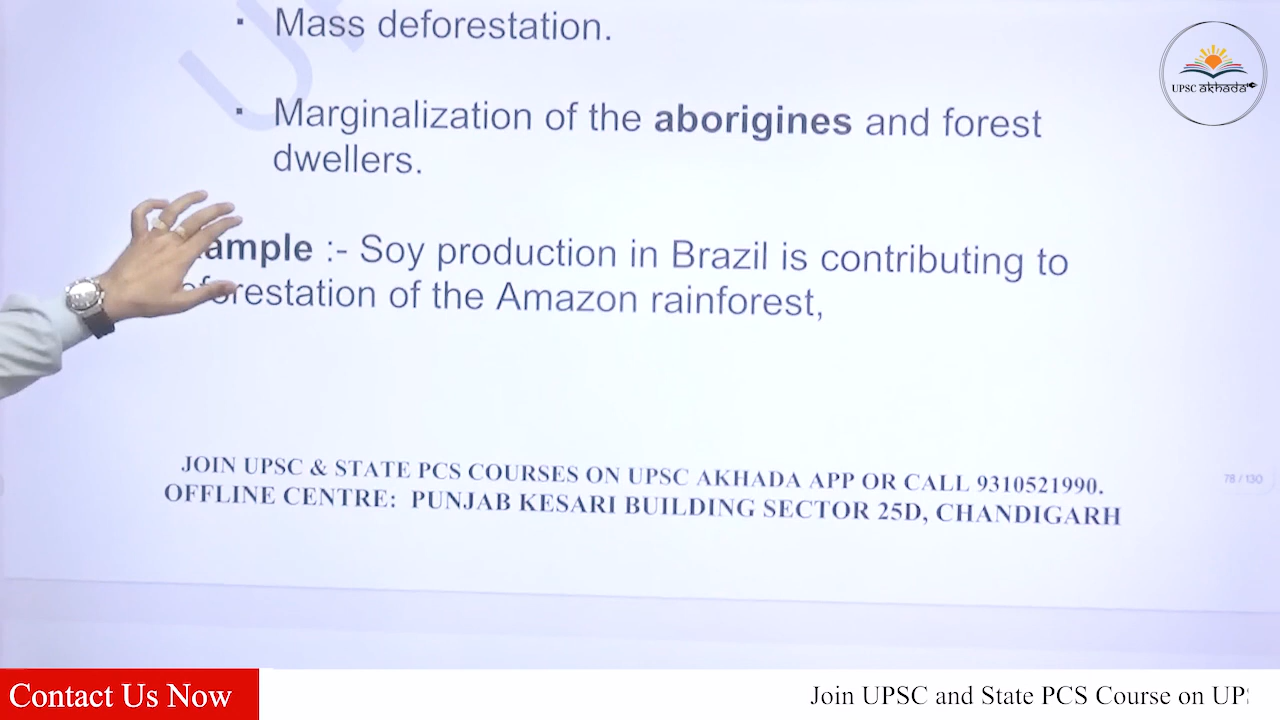 Mass deforestation.
Marginalization of the aborigines and forest
dwellers.
ample :- Soy production in Brazil is contributing to
forestation of the Amazon rainforest,
JOIN UPSC & STATE PCS COURSES ON UPSC AKHADA APP OR CALL 9310521990.
OFFLINE CENTRE: PUNJAB KESARI BUILDING SECTOR 25D, CHANDIGARH
78 / 130
UPSC akhada
Contact Us Now
Join UPSC and State PCS Course on UP